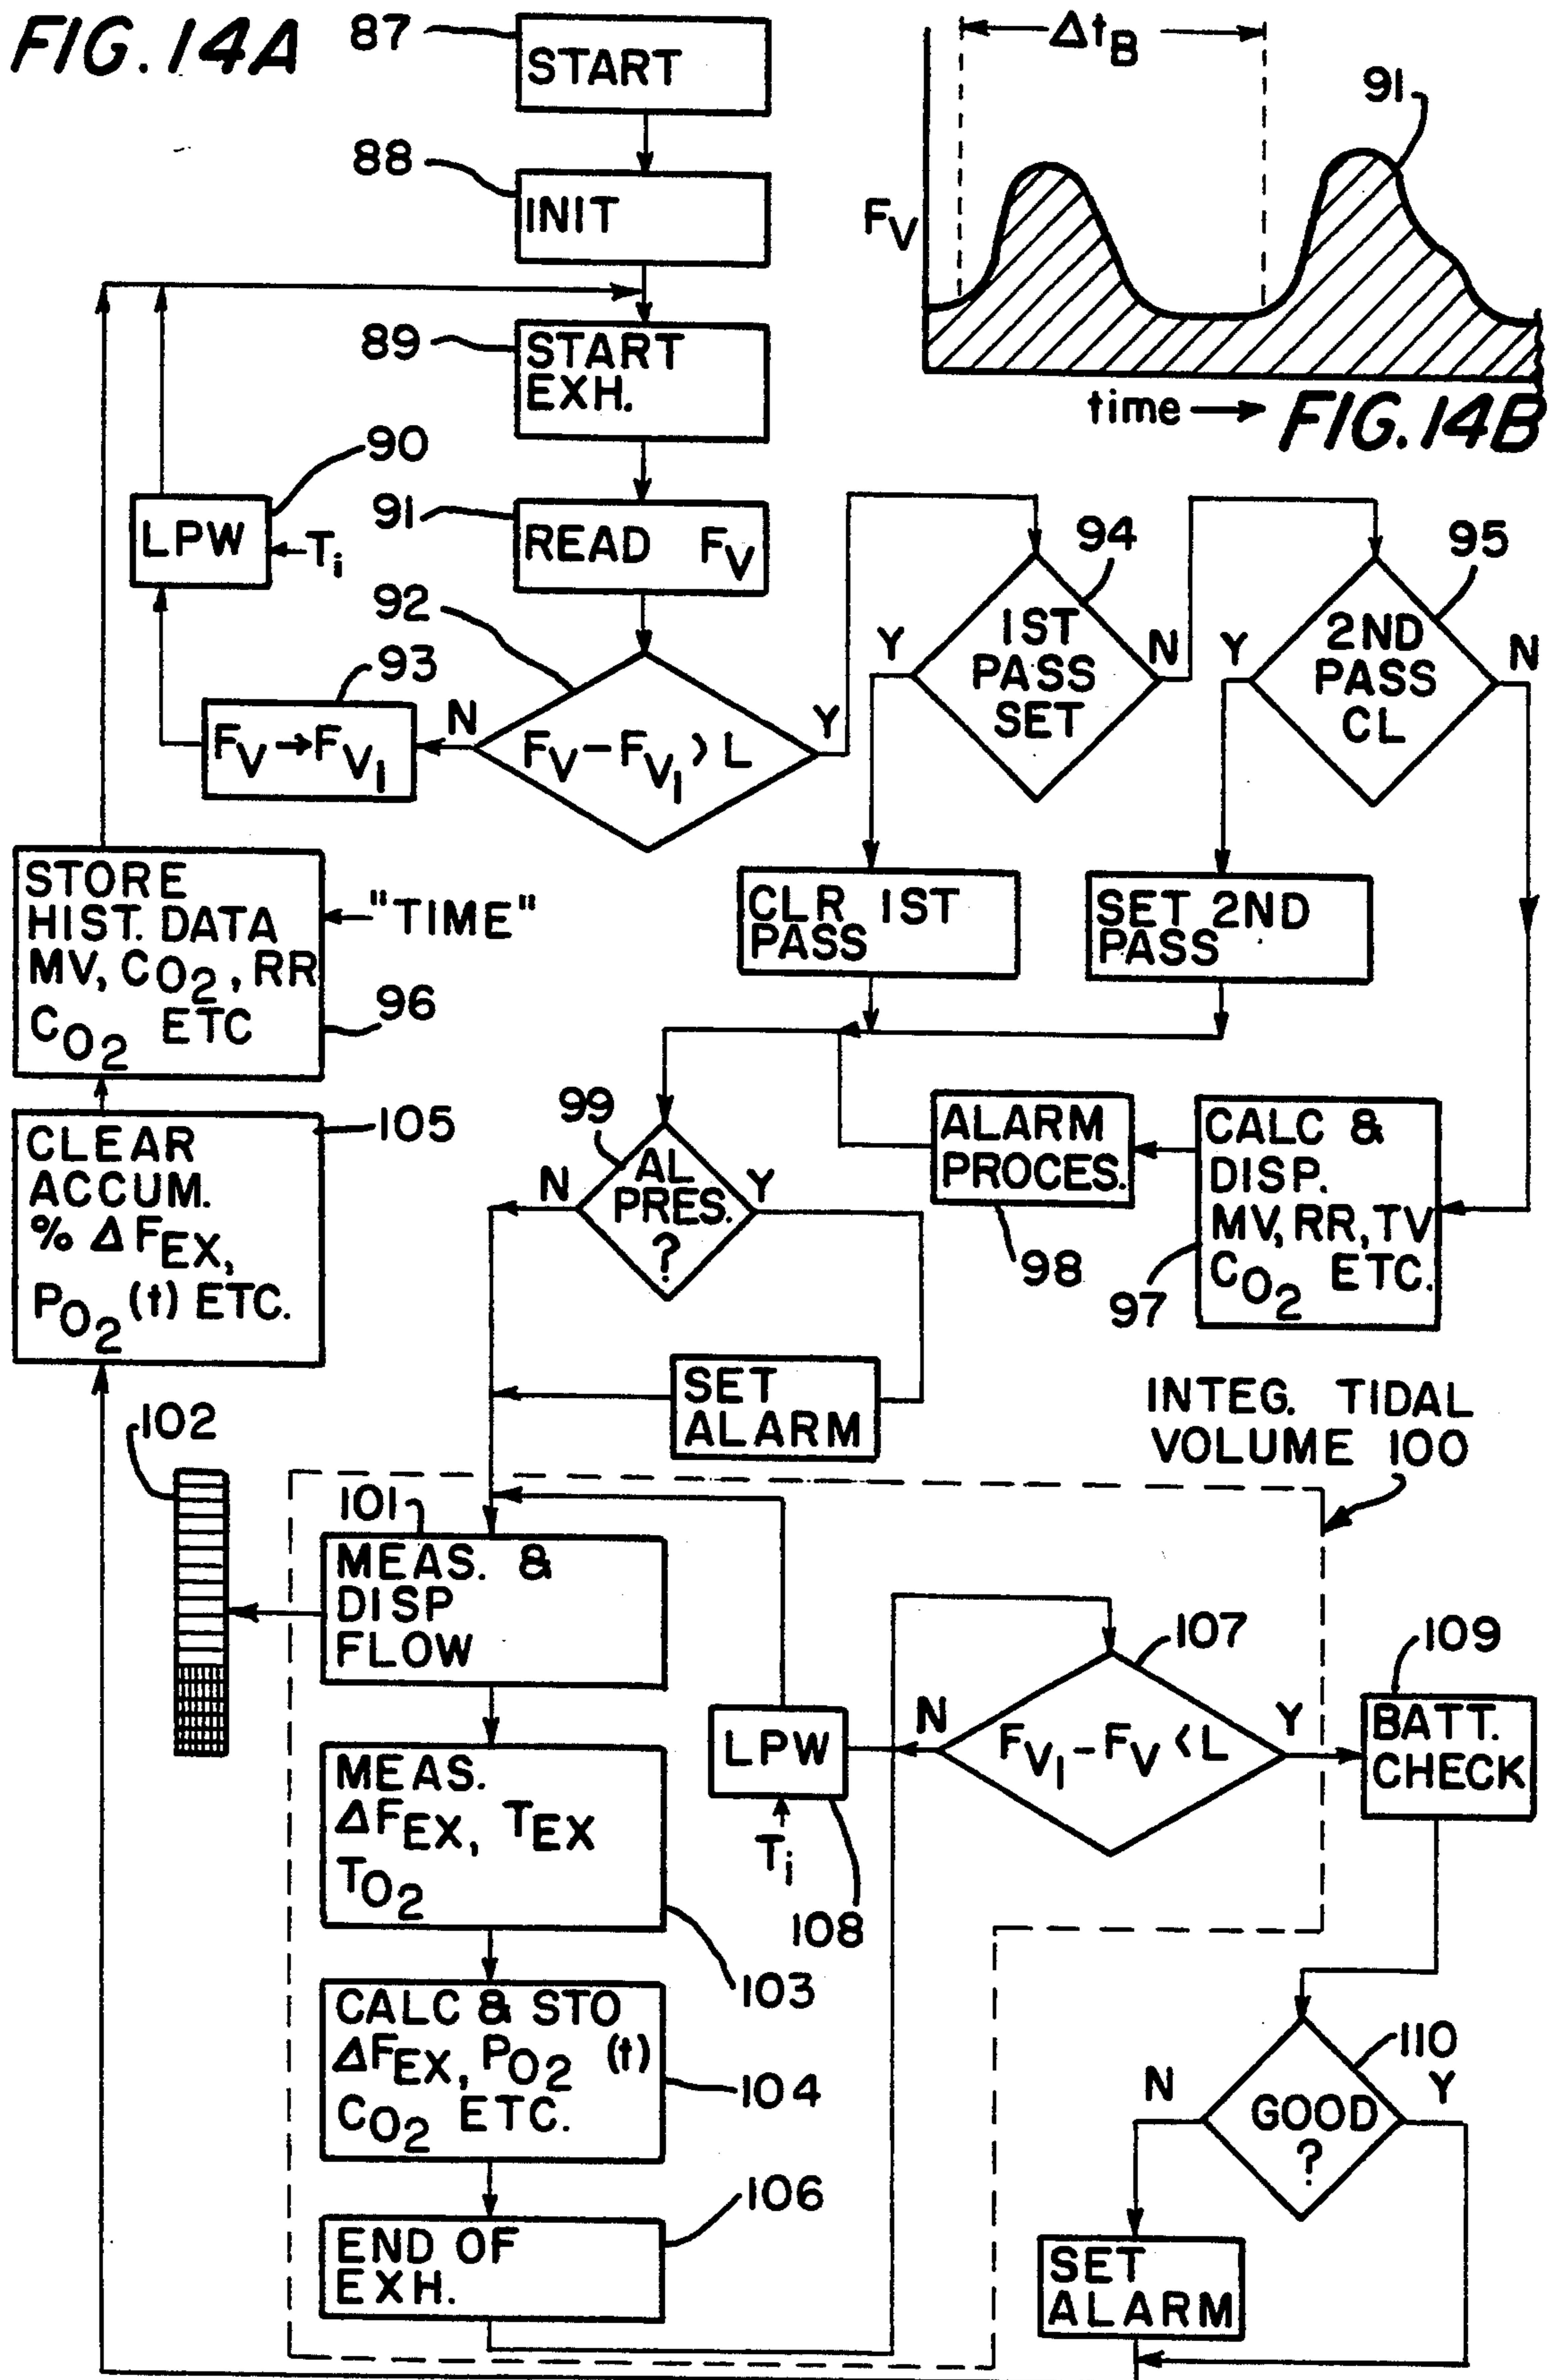 FIG. 14A
87
START
88
INIT
89
START
EXH.
90
LPW
Ti
91
READ FV
92
FV–FV1 > L
N
Y
93
FV→FV1
94
1ST
PASS
SET
Y
N
95
2ND
PASS
CL
Y
N
CLR 1ST
PASS
SET 2ND
PASS
STORE
HIST. DATA
MV, CO2, RR
CO2 ETC
"TIME"
96
CLEAR
ACCUM.
% ΔFEX,
PO2 (t) ETC.
105
99
AL
PRES.
?
N
Y
ALARM
PROCES.
98
CALC &
DISP.
MV, RR, TV
CO2 ETC.
97
SET
ALARM
INTEG. TIDAL
VOLUME 100
102
101
MEAS. &
DISP
FLOW
MEAS.
ΔFEX, TEX
TO2
103
CALC & STO
ΔFEX, PO2 (t)
CO2 ETC.
104
END OF
EXH.
106
LPW
Ti
108
107
FV1–FV < L
N
Y
109
BATT.
CHECK
110
GOOD
?
N
Y
SET
ALARM
ΔtB
91
FV
time →
FIG. 14B